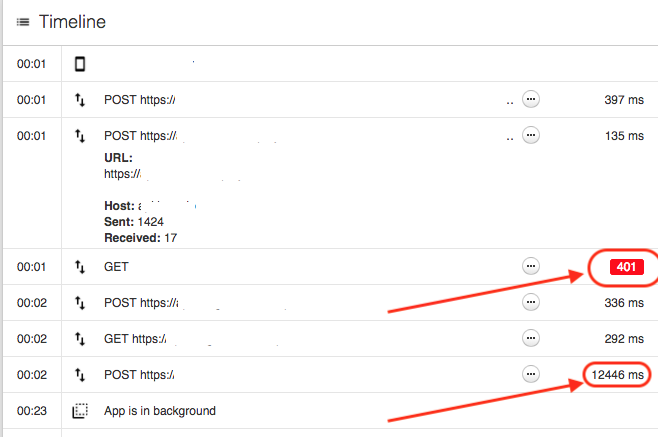 Timeline
00:01
00:01 POST https:/ .. 397 ms
00:01 POST https:/ .. 135 ms
URL:
https://
Host: a
Sent: 1424
Received: 17
00:01 GET 401
00:02 POST https:/ 336 ms
00:02 GET https:/ 292 ms
00:02 POST https:/ 12446 ms
00:23 App is in background